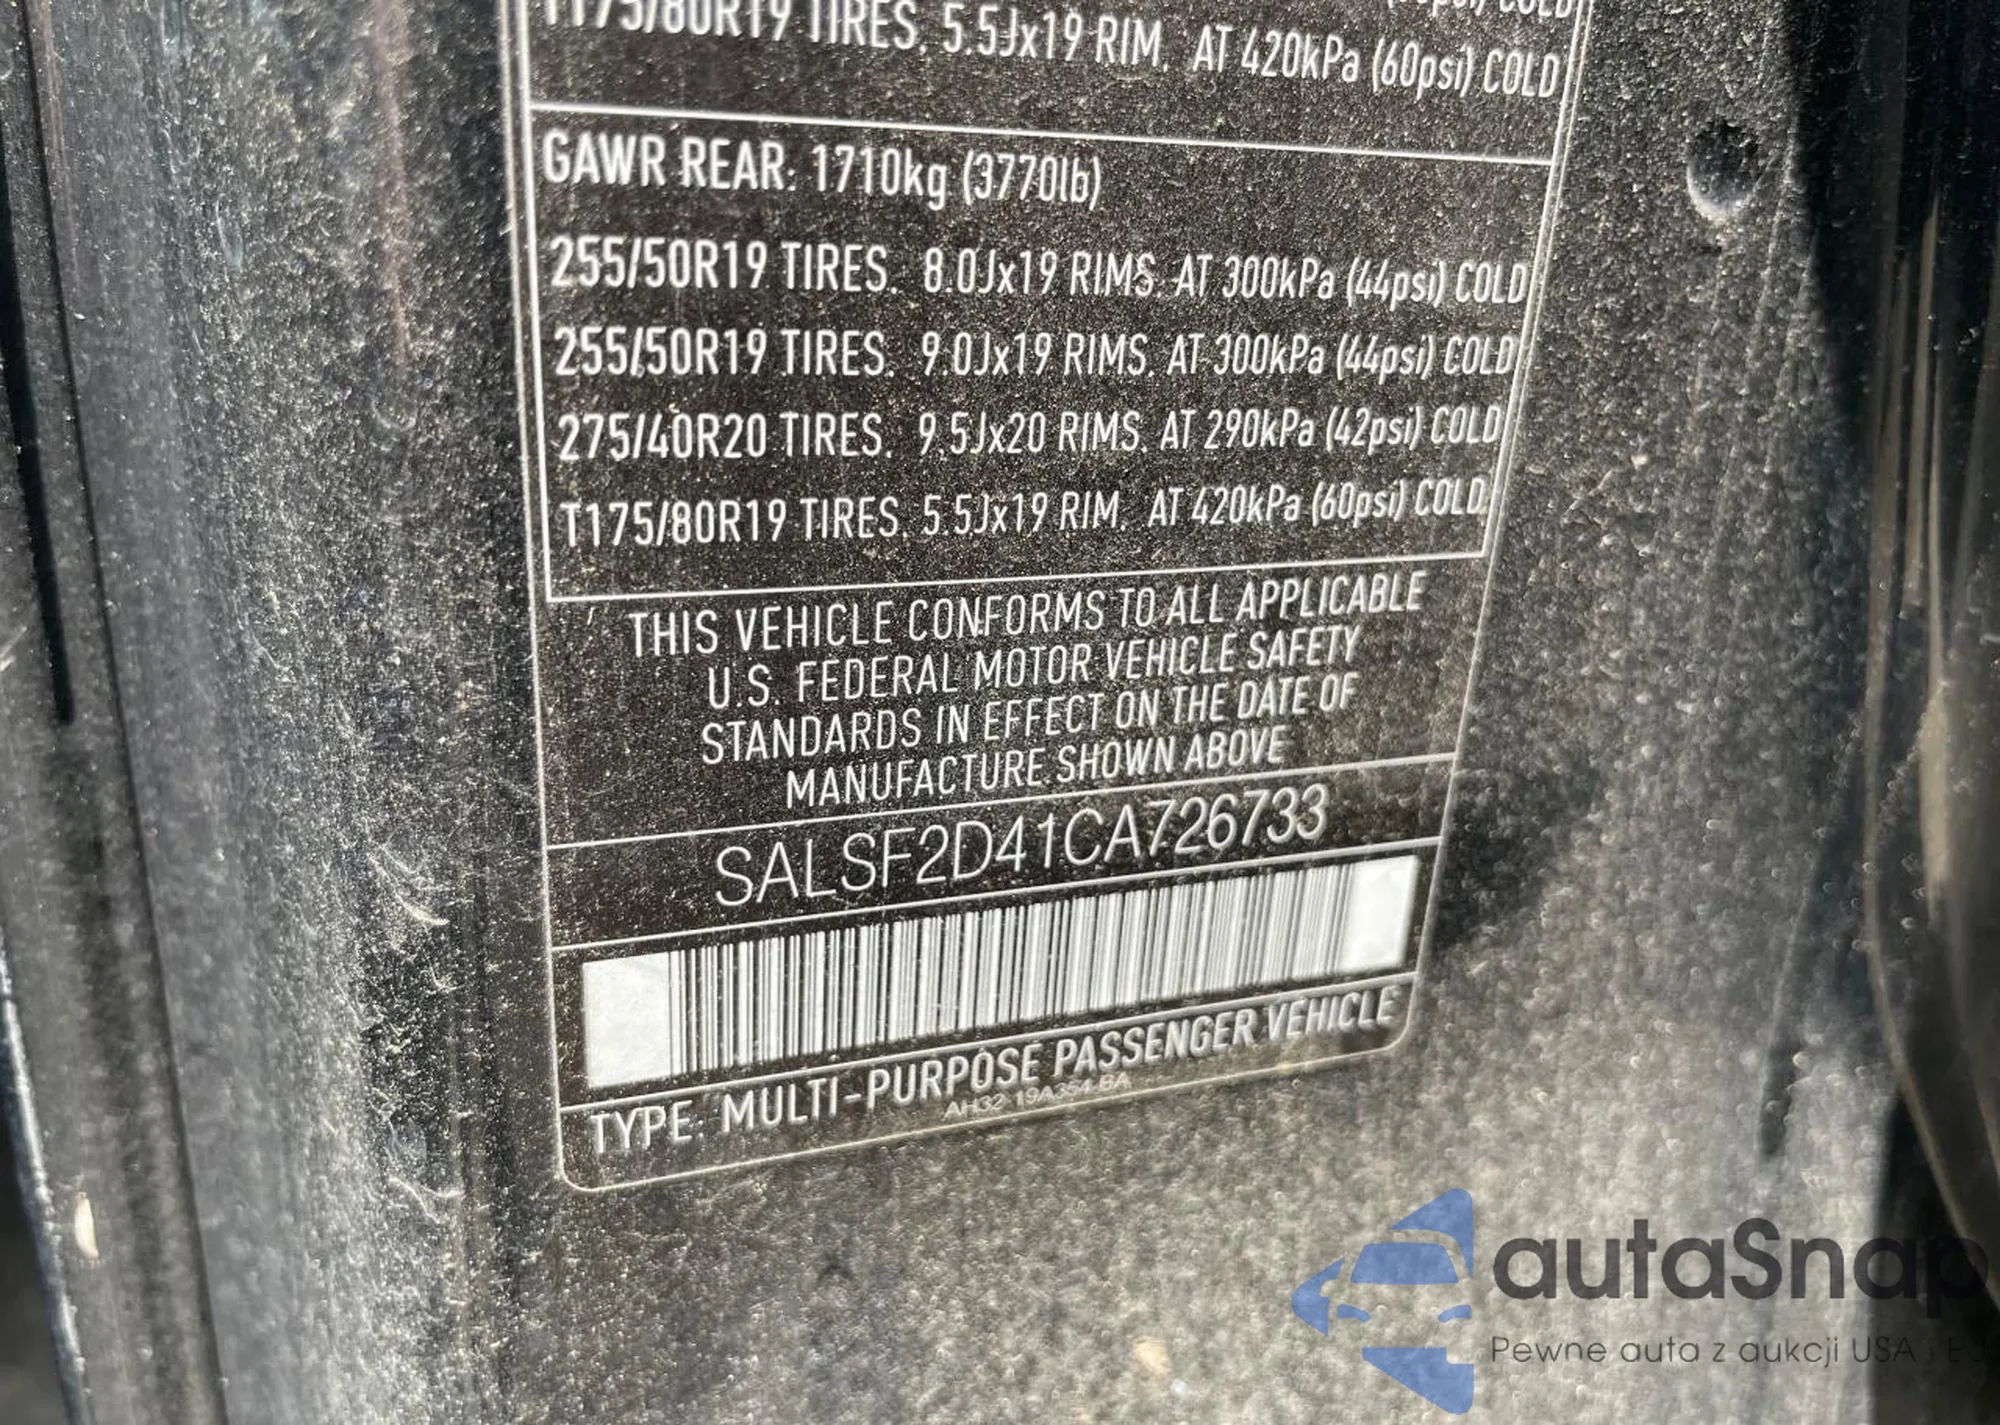 T175/80R19 TIRES. 5.5Jx19 RIM. AT 420kPa (60psi) COLD
GAWR REAR: 1710kg (3770lb)
255/50R19 TIRES. 8.0Jx19 RIMS. AT 300kPa (44psi) COLD
255/50R19 TIRES. 9.0Jx19 RIMS. AT 300kPa (44psi) COLD
275/40R20 TIRES. 9.5Jx20 RIMS. AT 290kPa (42psi) COLD
T175/80R19 TIRES. 5.5Jx19 RIM. AT 420kPa (60psi) COLD
THIS VEHICLE CONFORMS TO ALL APPLICABLE
U.S. FEDERAL MOTOR VEHICLE SAFETY
STANDARDS IN EFFECT ON THE DATE OF
MANUFACTURE SHOWN ABOVE
SALSF2D41CA726733
TYPE: MULTI-PURPOSE PASSENGER VEHICLE
AH32 19A354 BA
autaSnap
Pewne auta z aukcji USA i